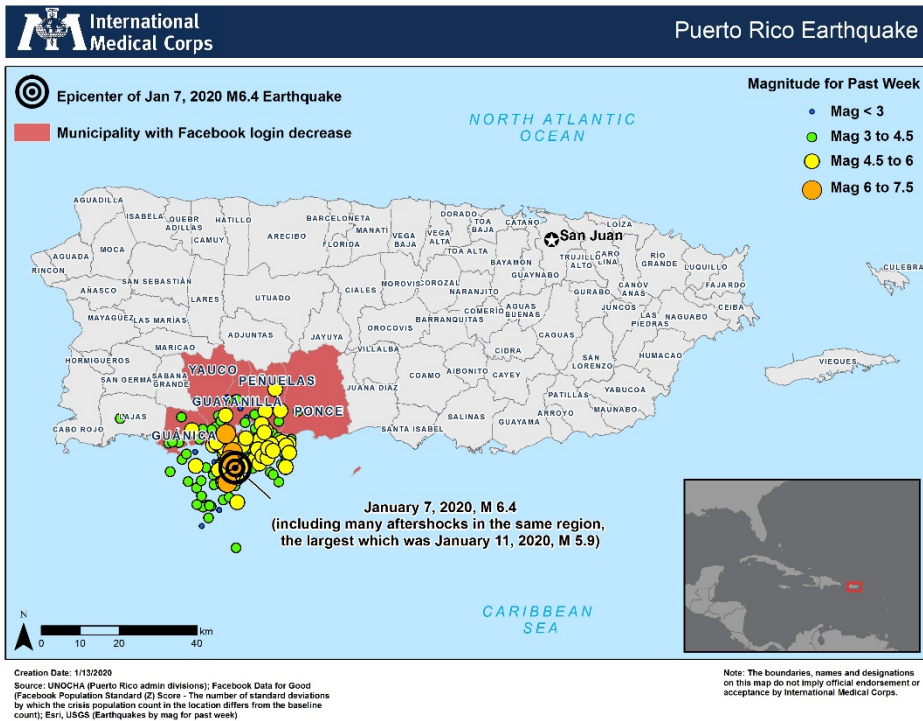 International
Medical Corps
Puerto Rico Earthquake
Epicenter of Jan 7, 2020 M6.4 Earthquake
Municipality with Facebook login decrease
Magnitude for Past Week
Mag < 3
Mag 3 to 4.5
Mag 4.5 to 6
Mag 6 to 7.5
NORTH ATLANTIC
OCEAN
AGUADILLA
ISABELA
QUEBR
ADILLAS
HATILLO
CAMUY
ARECIBO
BARCELONETA
MANATÍ
FLORIDA
VEGA
BAJA
VEGA
ALTA
DORADO
TOA
BAJA
TOA ALTA
CATAÑO
BAYAMÓN
GUAYNABO
San Juan
TRUJILLO
ALTO
CARO
LINA
LOÍZA
RÍO
GRANDE
LUQUILLO
FAJARDO
CEIBA
CULEBRA
AGUADA
MOCA
RINCÓN
AÑASCO
SAN SEBASTIÁN
LARES
UTUADO
CIALES
MOROVIS
COROZAL
NARANJITO
COMERÍO
AGUAS
BUENAS
GURABO
CANÓV
ANAS
JUNCOS
LAS
PIEDRAS
NAGUABO
MAYAGÜEZ
LAS MARÍAS
MARICAO
ADJUNTAS
JAYUYA
OROCOVIS
BARRANQUITAS
CAGUAS
HUMACAO
HORMIGUEROS
SAN GERMA
SABANA
GRANDE
YAUCO
PEÑUELAS
GUAYANILLA
PONCE
VILLALBA
JUANA DÍAZ
COAMO
AIBONITO
CIDRA
CAYEY
SAN
LORENZO
YABUCOA
VIEQUES
CABO ROJO
LAJAS
GUÁNICA
SANTA ISABEL
SALINAS
GUAYAMA
ARROYO
PATILLAS
MAUNABO
January 7, 2020, M 6.4
(including many aftershocks in the same region,
the largest which was January 11, 2020, M 5.9)
CARIBBEAN
SEA
N
km
0 10 20 40
Creation Date: 1/13/2020
Source: UNOCHA (Puerto Rico admin divisions); Facebook Data for Good
(Facebook Population Standard (Z) Score - The number of standard deviations
by which the crisis population count in the location differs from the baseline
count); Esri, USGS (Earthquakes by mag for past week)
Note: The boundaries, names and designations
on this map do not imply official endorsement or
acceptance by International Medical Corps.